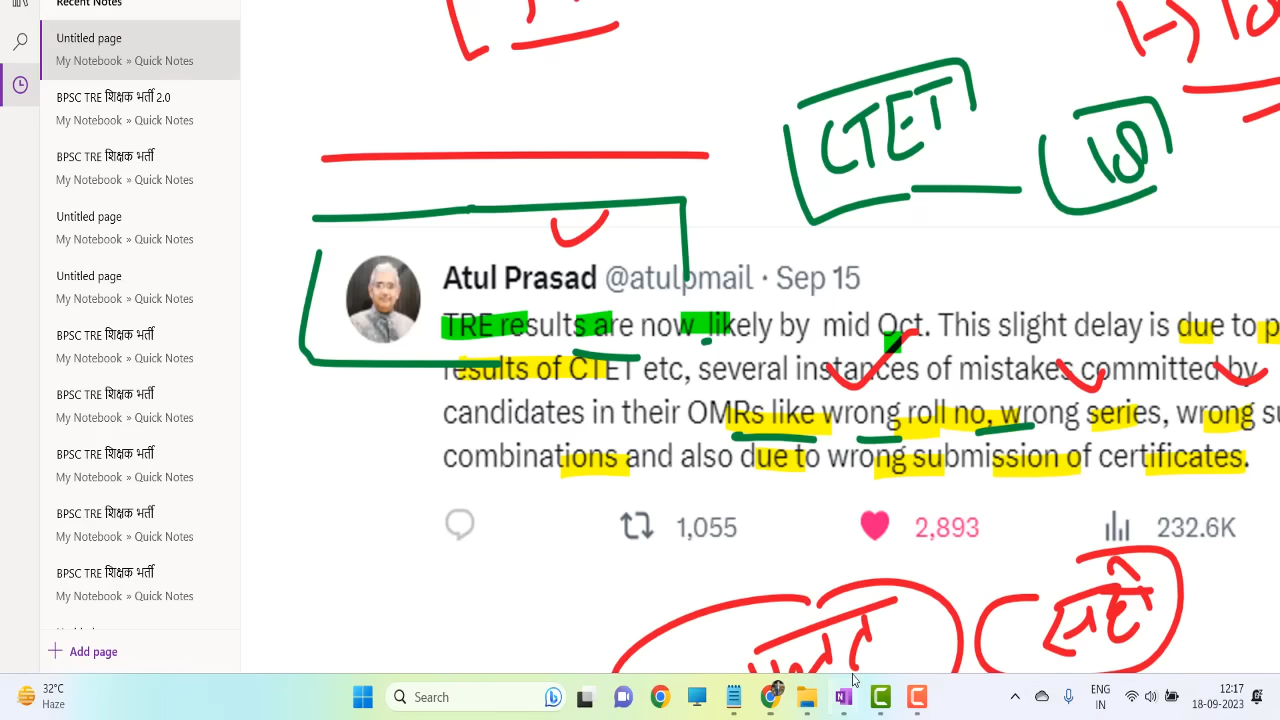 Recent Notes
Untitled page
My Notebook » Quick Notes
BPSC TRE शिक्षक भर्ती 2.0
My Notebook » Quick Notes
BPSC TRE शिक्षक भर्ती
My Notebook » Quick Notes
Untitled page
My Notebook » Quick Notes
Untitled page
My Notebook » Quick Notes
BPSC TRE शिक्षक भर्ती
My Notebook » Quick Notes
BPSC TRE शिक्षक भर्ती
My Notebook » Quick Notes
BPSC TRE शिक्षक भर्ती
My Notebook » Quick Notes
BPSC TRE शिक्षक भर्ती
My Notebook » Quick Notes
BPSC TRE शिक्षक भर्ती
My Notebook » Quick Notes
Add page
CTET
Atul Prasad @atulpmail · Sep 15
TRE results are now likely by mid Oct. This slight delay is due to
results of CTET etc, several instances of mistakes committed by
candidates in their OMRs like wrong roll no, wrong series, wrong
combinations and also due to wrong submission of certificates.
1,055 2,893 232.6K
32°C
Haze
Search
ENG
IN
12:17
18-09-2023